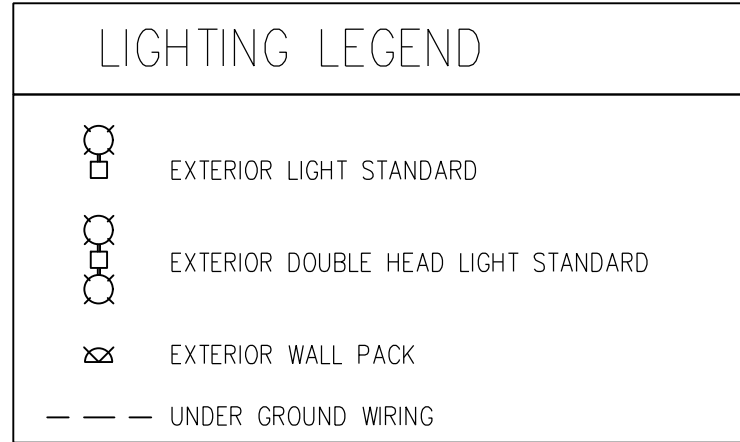 LIGHTING LEGEND
EXTERIOR LIGHT STANDARD
EXTERIOR DOUBLE HEAD LIGHT STANDARD
EXTERIOR WALL PACK
UNDER GROUND WIRING